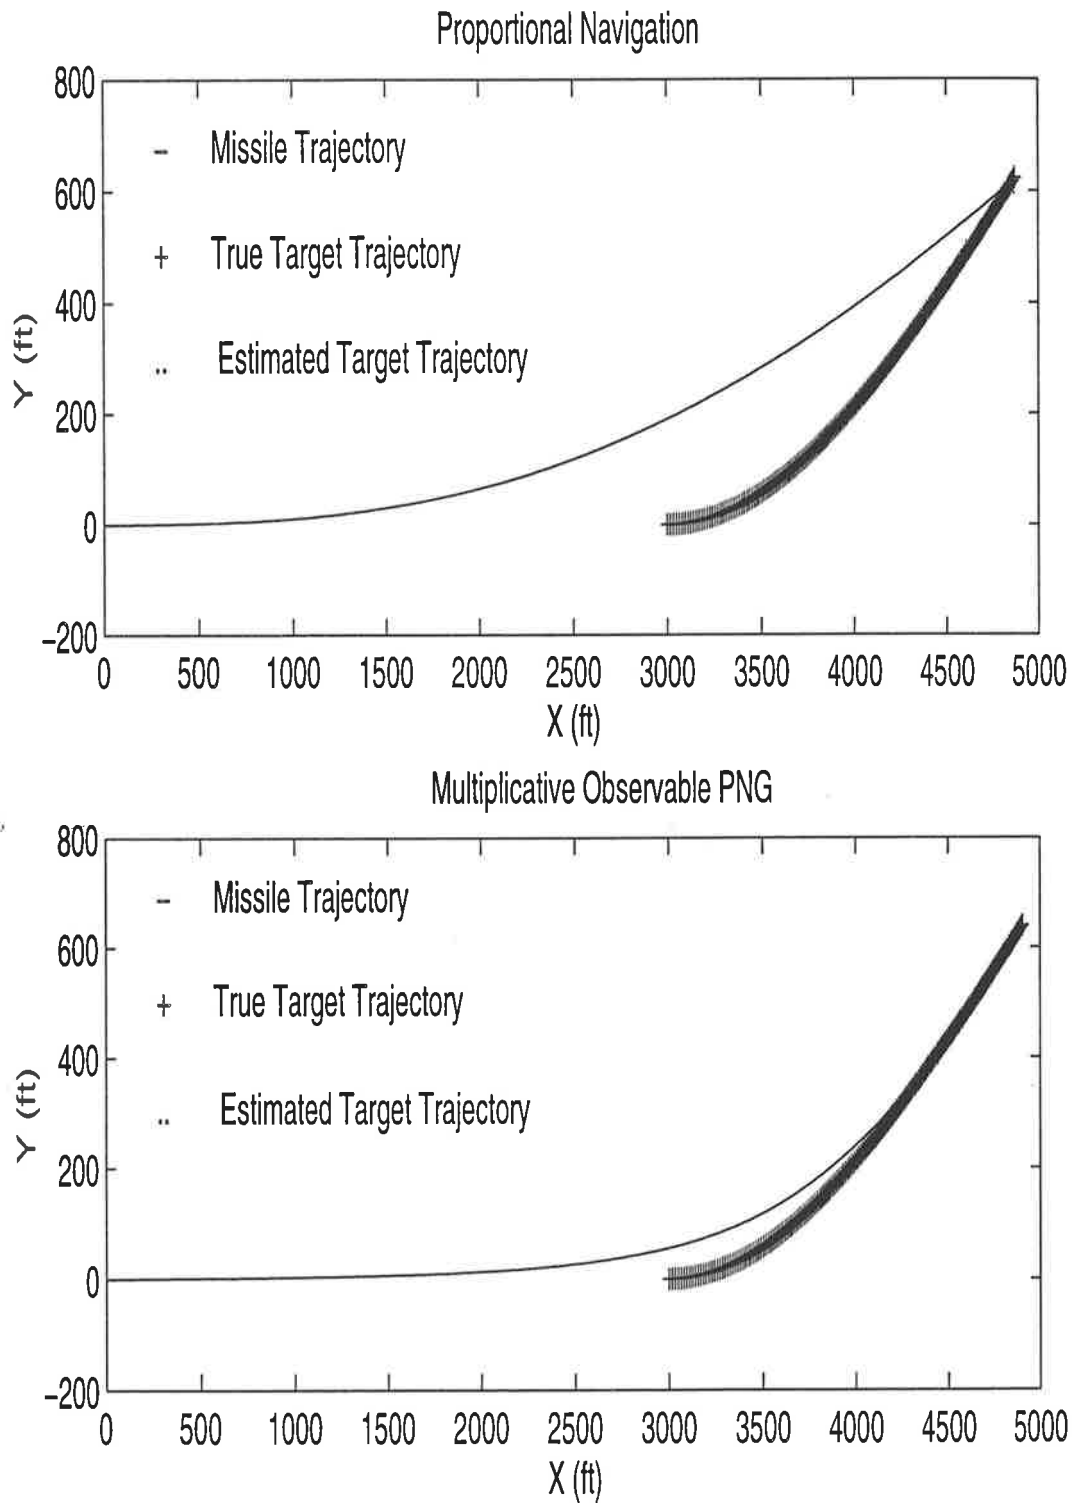 Proportional Navigation
800
600
400
200
0
−200
Y (ft)
Missile Trajectory
True Target Trajectory
Estimated Target Trajectory
0 500 1000 1500 2000 2500 3000 3500 4000 4500 5000
X (ft)
Multiplicative Observable PNG
800
600
400
200
0
−200
Y (ft)
Missile Trajectory
True Target Trajectory
Estimated Target Trajectory
0 500 1000 1500 2000 2500 3000 3500 4000 4500 5000
X (ft)